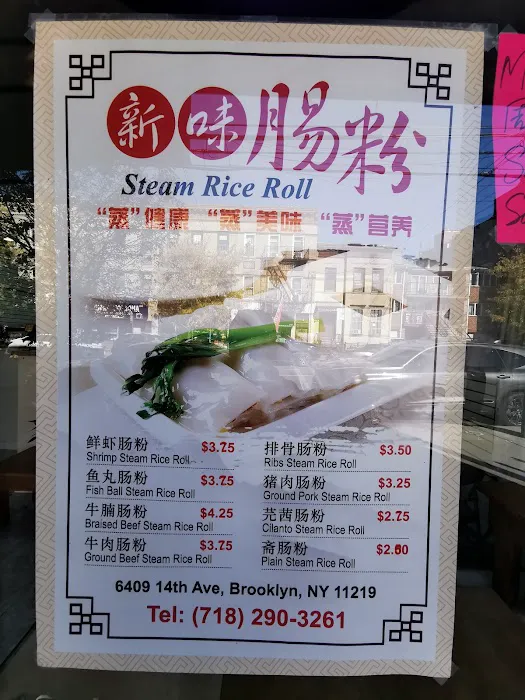 新味肠粉
Steam Rice Roll
“蒸”健康 “蒸”美味 “蒸”营养
鲜虾肠粉 $3.75
Shrimp Steam Rice Roll
鱼丸肠粉 $3.75
Fish Ball Steam Rice Roll
牛腩肠粉 $4.25
Braised Beef Steam Rice Roll
牛肉肠粉 $3.75
Ground Beef Steam Rice Roll
排骨肠粉 $3.50
Ribs Steam Rice Roll
猪肉肠粉 $3.25
Ground Pork Steam Rice Roll
芫茜肠粉 $2.75
Cilanto Steam Rice Roll
斋肠粉
Plain Steam Rice Roll
6409 14th Ave, Brooklyn, NY 11219
Tel: (718) 290-3261